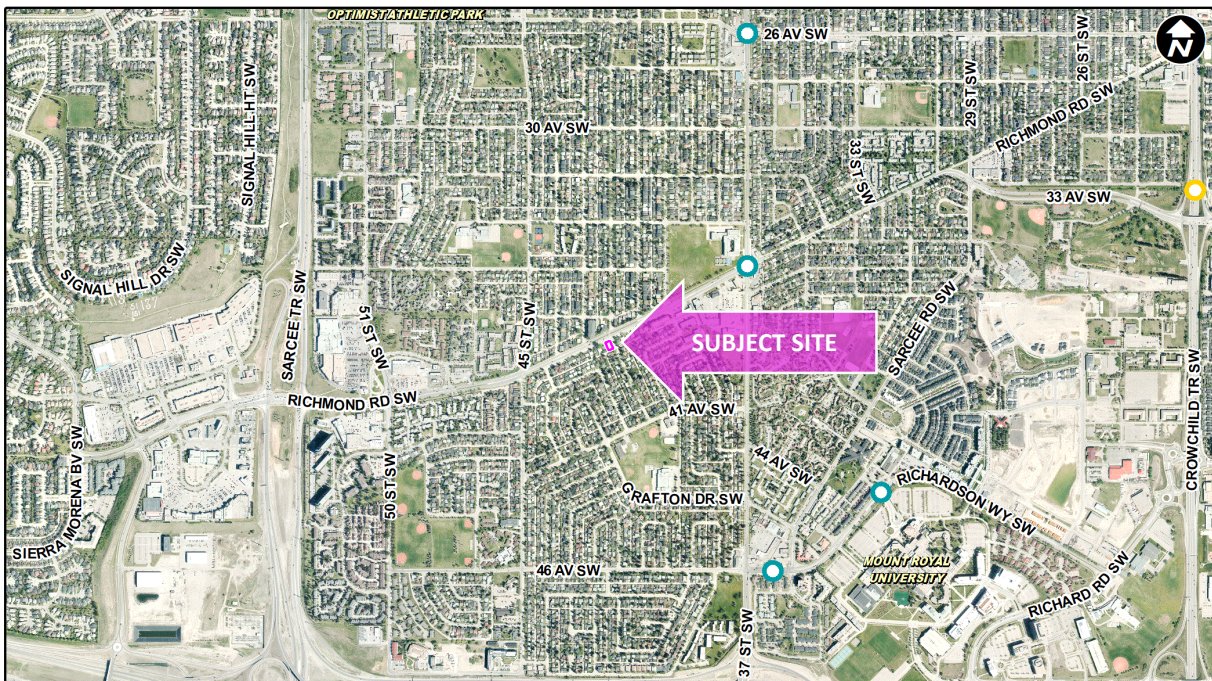 OPTIMIST ATHLETIC PARK
26 AV SW
N
26 ST SW
SIGNAL HILL HT SW
29 ST SW
RICHMOND RD SW
30 AV SW
33 ST SW
33 AV SW
SIGNAL HILL DR SW
SARCEE TR SW
51 ST SW
45 ST SW
SUBJECT SITE
SARCEE RD SW
CROWCHILD TR SW
RICHMOND RD SW
41 AV SW
SIERRA MORENA BV SW
50 ST SW
44 AV SW
GRAFTON DR SW
RICHARDSON WY SW
46 AV SW
MOUNT ROYAL
UNIVERSITY
RICHARD RD SW
37 ST SW